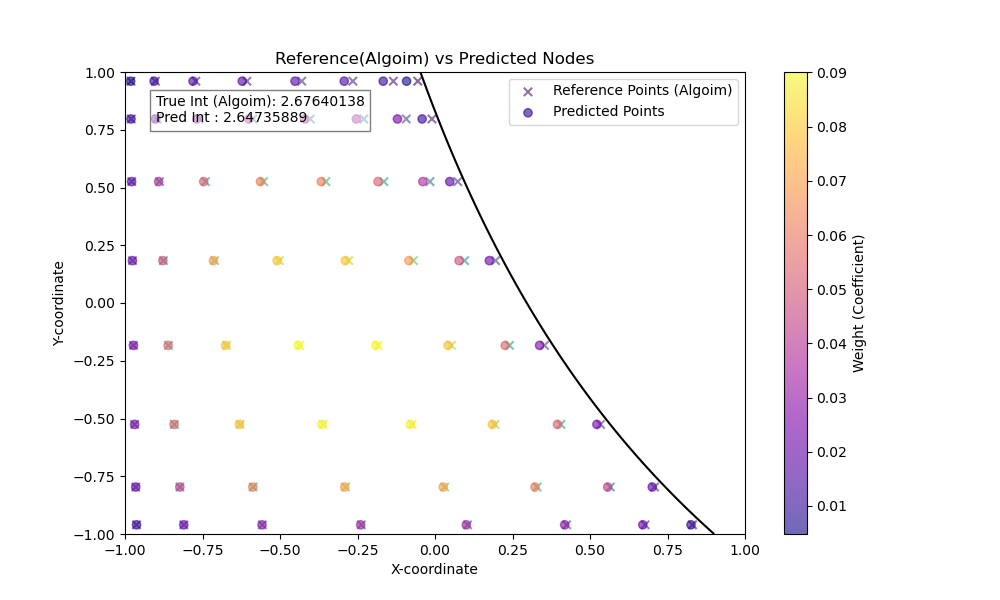 Reference(Algoim) vs Predicted Nodes
True Int (Algoim): 2.67640138
Pred Int : 2.64735889
Reference Points (Algoim)
Predicted Points
1.00
0.75
0.50
0.25
0.00
−0.25
−0.50
−0.75
−1.00
Y-coordinate
−1.00 −0.75 −0.50 −0.25 0.00 0.25 0.50 0.75 1.00
X-coordinate
0.09
0.08
0.07
0.06
0.05
0.04
0.03
0.02
0.01
Weight (Coefficient)